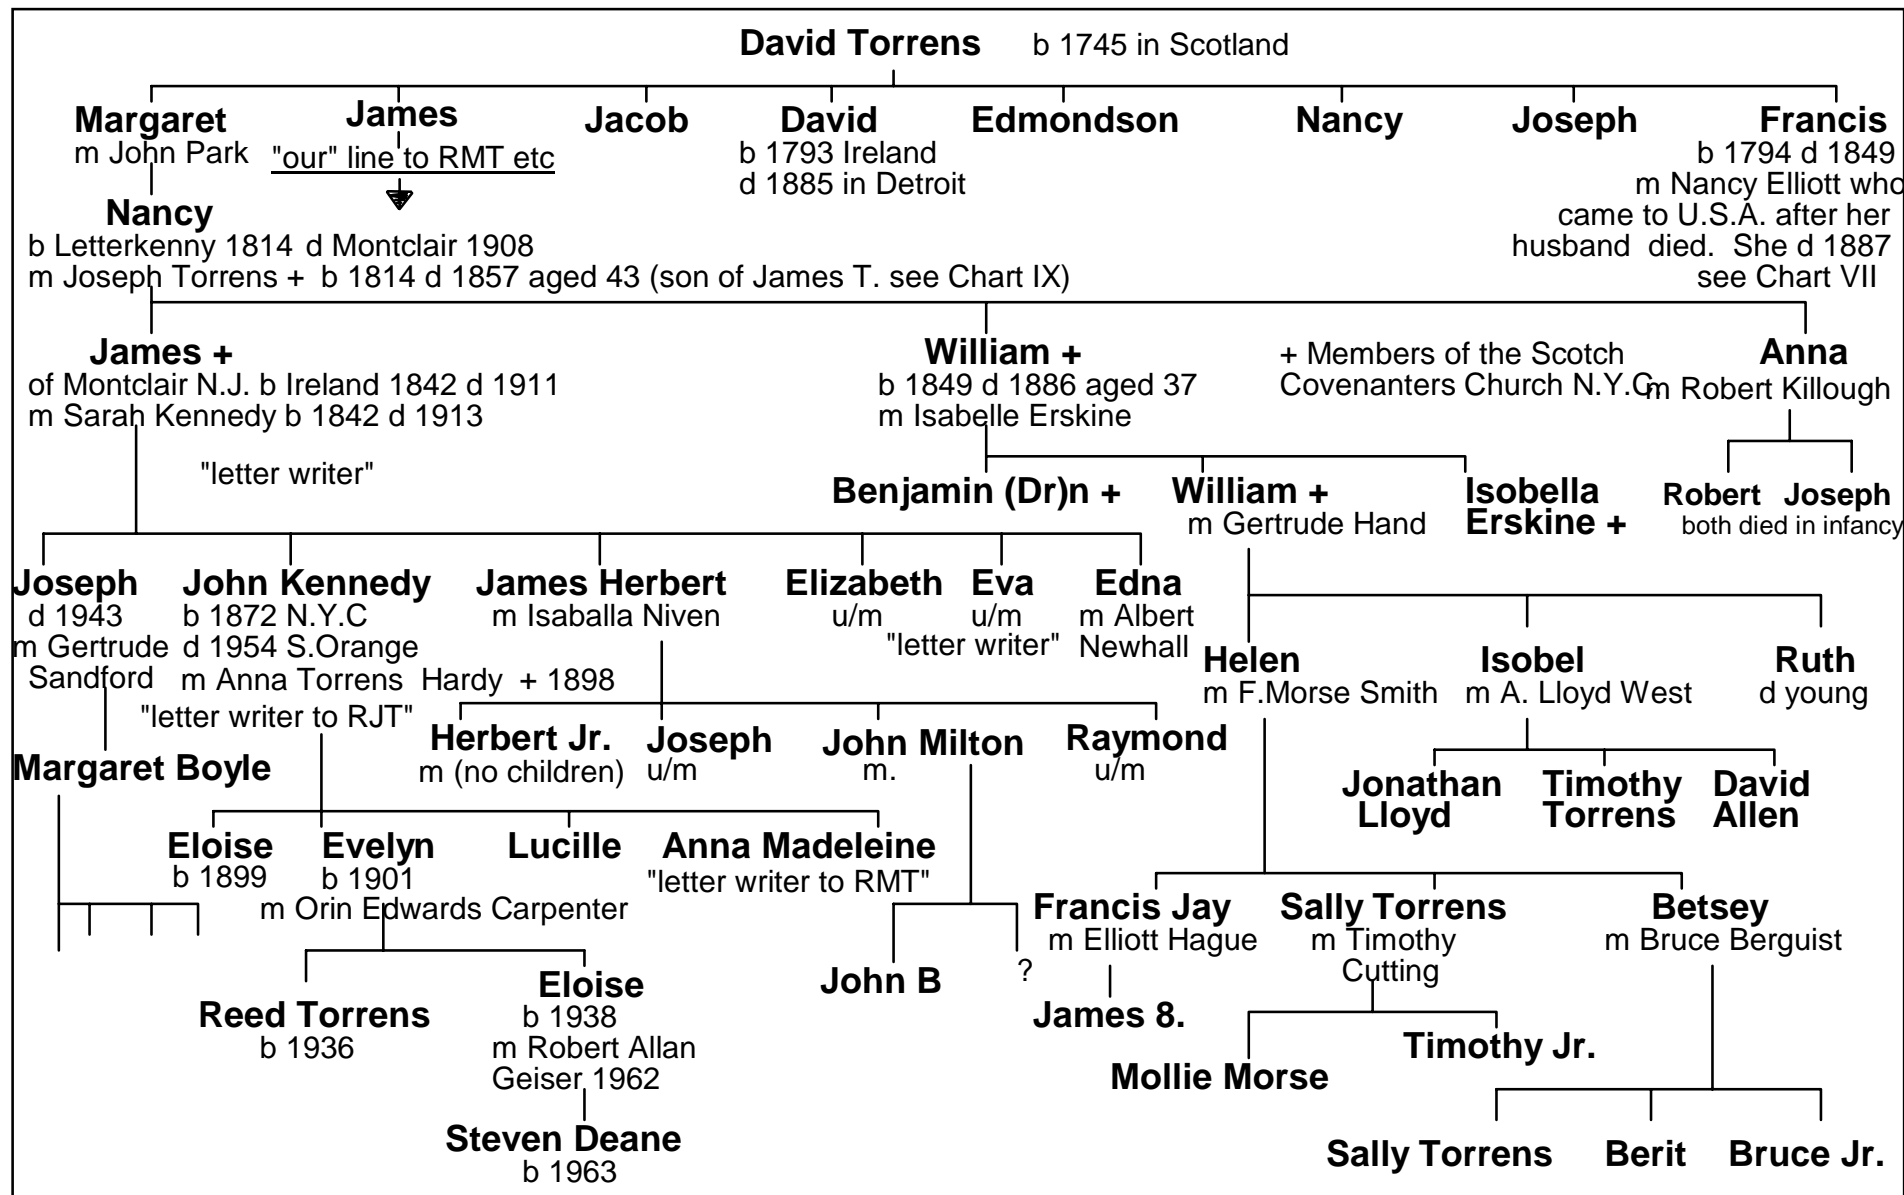 David Torrens b 1745 in Scotland
Margaret
m John Park
James
"our" line to RMT etc
Jacob
David
b 1793 Ireland
d 1885 in Detroit
Edmondson
Nancy
Joseph
Francis
b 1794 d 1849
m Nancy Elliott who
came to U.S.A. after her
husband died. She d 1887
see Chart VII
Nancy
b Letterkenny 1814 d Montclair 1908
m Joseph Torrens + b 1814 d 1857 aged 43 (son of James T. see Chart IX)
James +
of Montclair N.J. b Ireland 1842 d 1911
m Sarah Kennedy b 1842 d 1913
"letter writer"
William +
b 1849 d 1886 aged 37
m Isabelle Erskine
+ Members of the Scotch
Covenanters Church N.Y.C.
Anna
m Robert Killough
Benjamin (Dr)n +
William +
m Gertrude Hand
Isobella
Erskine +
Robert Joseph
both died in infancy
Joseph
d 1943
m Gertrude
Sandford
John Kennedy
b 1872 N.Y.C
d 1954 S.Orange
m Anna Torrens Hardy + 1898
"letter writer to RJT"
James Herbert
m Isaballa Niven
Elizabeth
u/m
Eva
u/m
"letter writer"
Edna
m Albert
Newhall
Helen
m F.Morse Smith
Isobel
m A. Lloyd West
Ruth
d young
Margaret Boyle
Herbert Jr.
m (no children)
Joseph
u/m
John Milton
m.
Raymond
u/m
Jonathan
Lloyd
Timothy
Torrens
David
Allen
Eloise
b 1899
Evelyn
b 1901
m Orin Edwards Carpenter
Lucille
Anna Madeleine
"letter writer to RMT"
Francis Jay
m Elliott Hague
Sally Torrens
m Timothy
Cutting
Betsey
m Bruce Berguist
Reed Torrens
b 1936
Eloise
b 1938
m Robert Allan
Geiser 1962
John B
?
James 8.
Mollie Morse
Timothy Jr.
Steven Deane
b 1963
Sally Torrens
Berit
Bruce Jr.